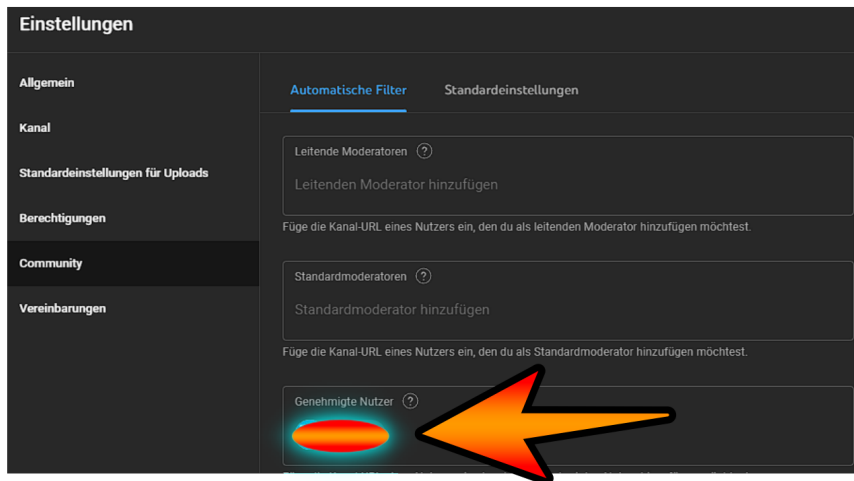 Einstellungen
Allgemein
Kanal
Standardeinstellungen für Uploads
Berechtigungen
Community
Vereinbarungen
Automatische Filter
Standardeinstellungen
Leitende Moderatoren ?
Leitenden Moderator hinzufügen
Füge die Kanal-URL eines Nutzers ein, den du als leitenden Moderator hinzufügen möchtest.
Standardmoderatoren ?
Standardmoderator hinzufügen
Füge die Kanal-URL eines Nutzers ein, den du als Standardmoderator hinzufügen möchtest.
Genehmigte Nutzer ?